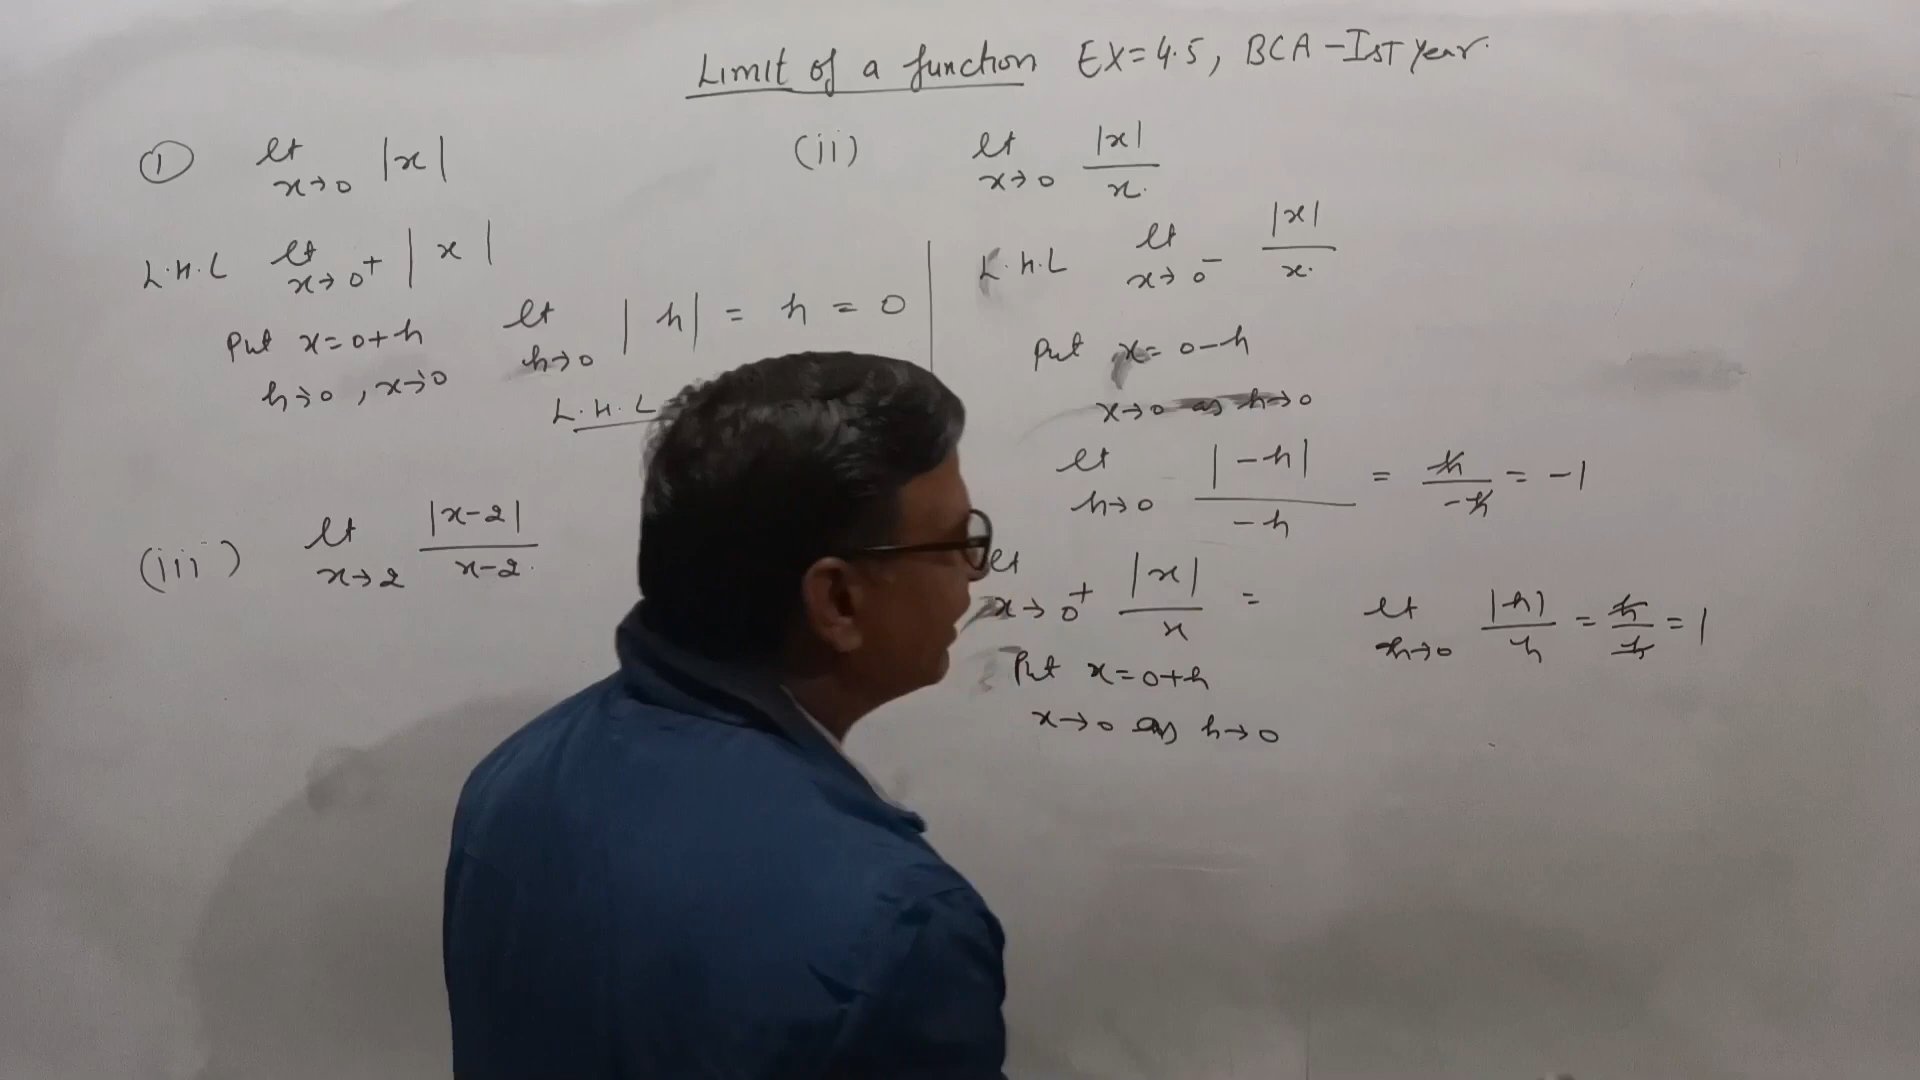 Limit of a function EX=4.5, BCA-Ist year.
① lt x→0 |x|
L.H.L lt x→0+ |x|
Put x=0+h
h→0, x→0
lt h→0 |h| = h = 0
L.H.L
(iii) lt x→2 |x-2|/x-2.
(ii) lt x→0 |x|/x.
L.H.L lt x→0- |x|/x.
Put x=0-h
x→0 as h→0
lt h→0 |-h|/-h = h/-h = -1
lt x→0+ |x|/x = lt h→0 |h|/h = h/h = 1
Put x=0+h
x→0 as h→0